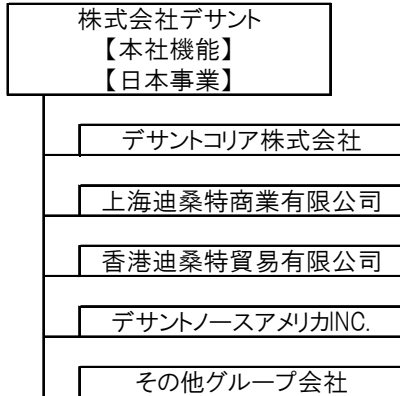 株式会社デサント
【本社機能】
【日本事業】
デサントコリア株式会社
上海迪桑特商業有限公司
香港迪桑特貿易有限公司
デサントノースアメリカINC.
その他グループ会社